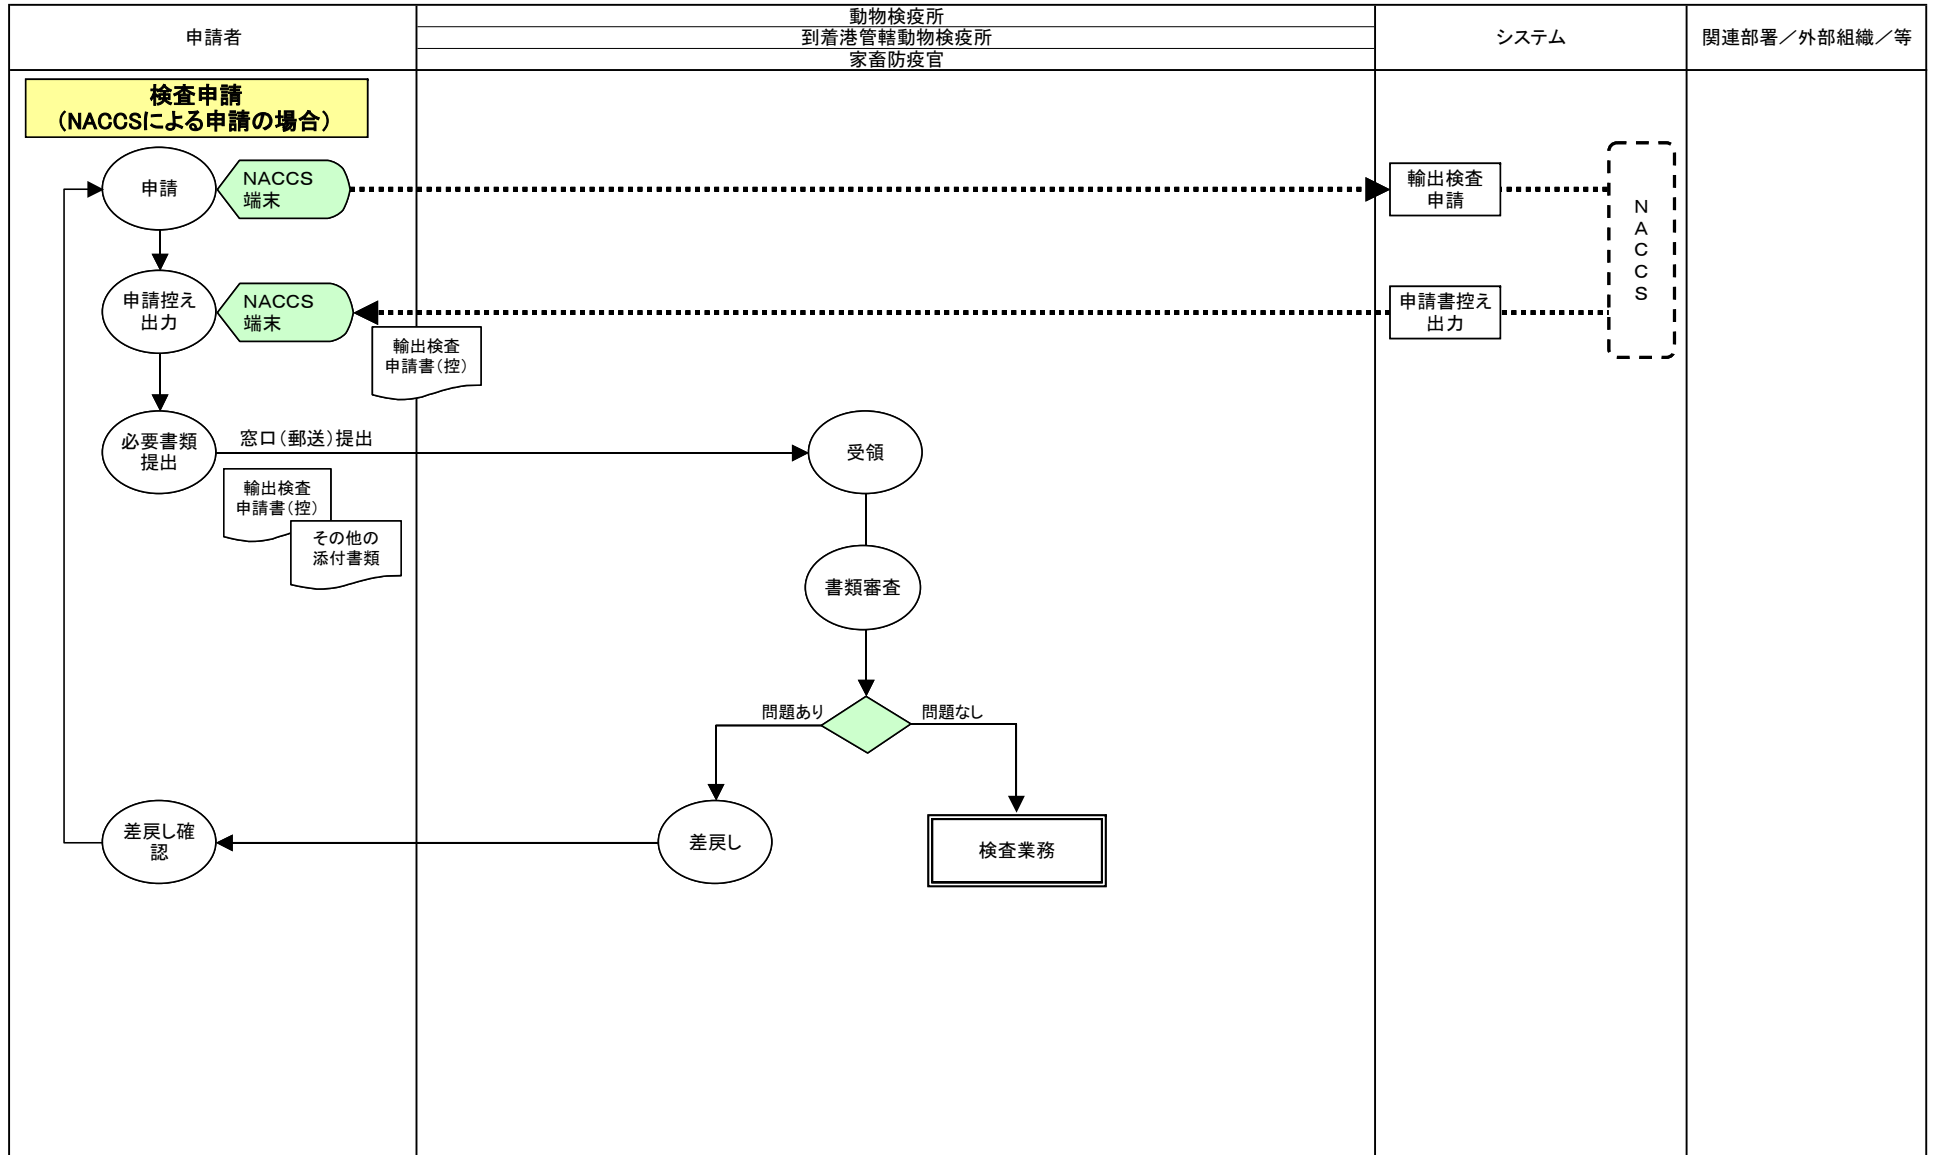 申請者
動物検疫所
到着港管轄動物検疫所
家畜防疫官
システム
関連部署／外部組織／等
検査申請
（NACCSによる申請の場合）
申請
NACCS
端末
輸出検査
申請
NACCS
申請控え
出力
NACCS
端末
申請書控え
出力
輸出検査
申請書（控）
必要書類
提出
窓口（郵送）提出
受領
輸出検査
申請書（控）
その他の
添付書類
書類審査
問題あり
問題なし
差戻し確
認
差戻し
検査業務